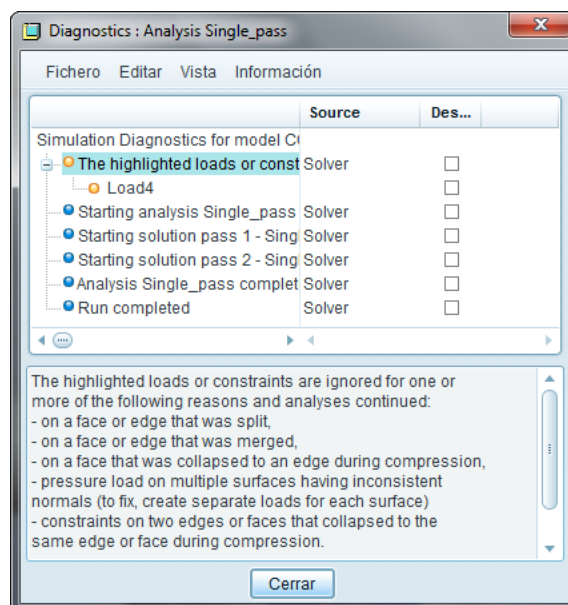 Diagnostics : Analysis Single_pass
Fichero Editar Vista Información
Source Des...
Simulation Diagnostics for model C
The highlighted loads or const Solver
Load4
Starting analysis Single_pass Solver
Starting solution pass 1 - Sing Solver
Starting solution pass 2 - Sing Solver
Analysis Single_pass complet Solver
Run completed Solver
The highlighted loads or constraints are ignored for one or
more of the following reasons and analyses continued:
- on a face or edge that was split,
- on a face or edge that was merged,
- on a face that was collapsed to an edge during compression,
- pressure load on multiple surfaces having inconsistent
normals (to fix, create separate loads for each surface)
- constraints on two edges or faces that collapsed to the
same edge or face during compression.
Cerrar